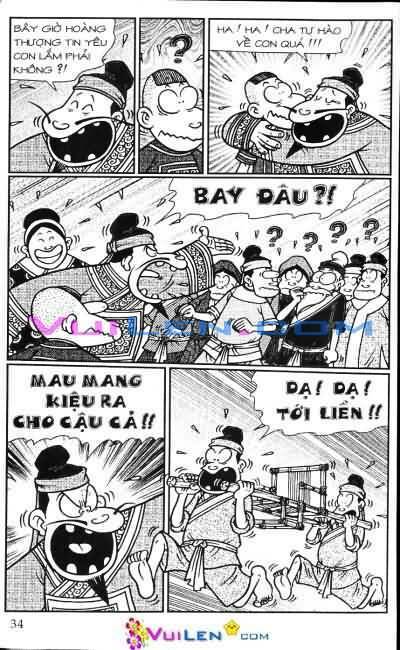 BÂY GIỜ HOÀNG
THƯỢNG TIN YÊU
CON LẮM PHẢI
KHÔNG ?!
?
HA! HA! CHA TỰ HÀO
VỀ CON QUÁ!!!
BAY ĐÂU?!
? ? ? ?
VUILEN.COM
MAU MANG
KIỆU RA
CHO CẬU CẢ!!
DẠ! DẠ!
TỚI LIỀN!!
34
VUILEN.COM